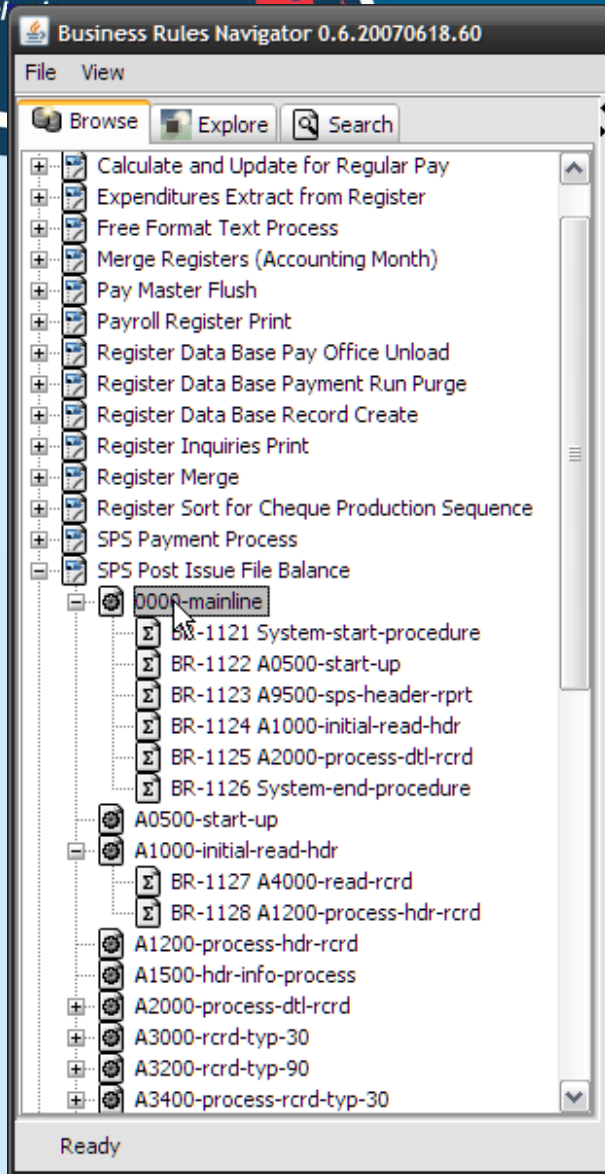 Business Rules Navigator 0.6.20070618.60
File View
Browse Explore Search
Calculate and Update for Regular Pay
Expenditures Extract from Register
Free Format Text Process
Merge Registers (Accounting Month)
Pay Master Flush
Payroll Register Print
Register Data Base Pay Office Unload
Register Data Base Payment Run Purge
Register Data Base Record Create
Register Inquiries Print
Register Merge
Register Sort for Cheque Production Sequence
SPS Payment Process
SPS Post Issue File Balance
0000-mainline
BR-1121 System-start-procedure
BR-1122 A0500-start-up
BR-1123 A9500-sps-header-rprt
BR-1124 A1000-initial-read-hdr
BR-1125 A2000-process-dtl-rcrd
BR-1126 System-end-procedure
A0500-start-up
A1000-initial-read-hdr
BR-1127 A4000-read-rcrd
BR-1128 A1200-process-hdr-rcrd
A1200-process-hdr-rcrd
A1500-hdr-info-process
A2000-process-dtl-rcrd
A3000-rcrd-typ-30
A3200-rcrd-typ-90
A3400-process-rcrd-typ-30
Ready